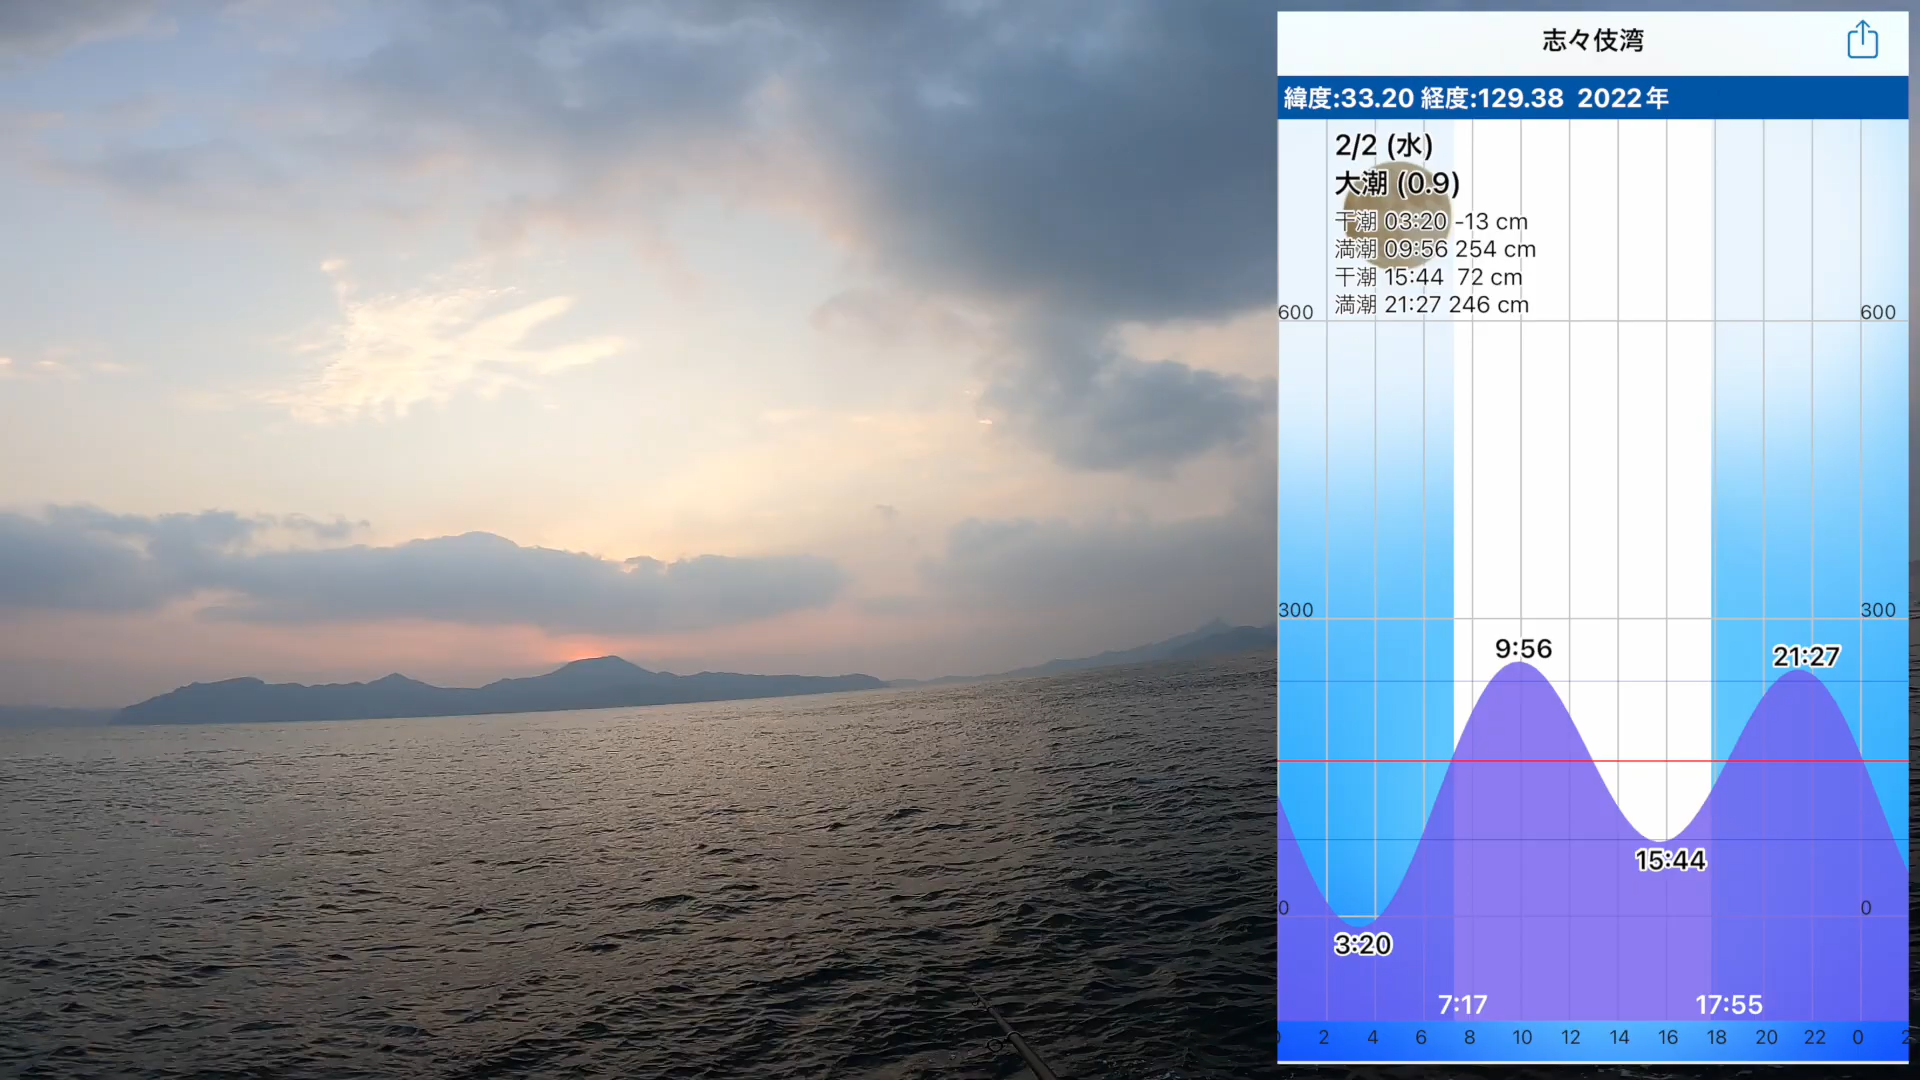 志々伎湾
緯度:33.20 経度:129.38 2022年
2/2 (水)
大潮 (0.9)
干潮 03:20 -13 cm
満潮 09:56 254 cm
干潮 15:44 72 cm
満潮 21:27 246 cm
600 600
300 300
9:56 21:27
15:44
0 0
3:20
7:17 17:55
2 4 6 8 10 12 14 16 18 20 22 0